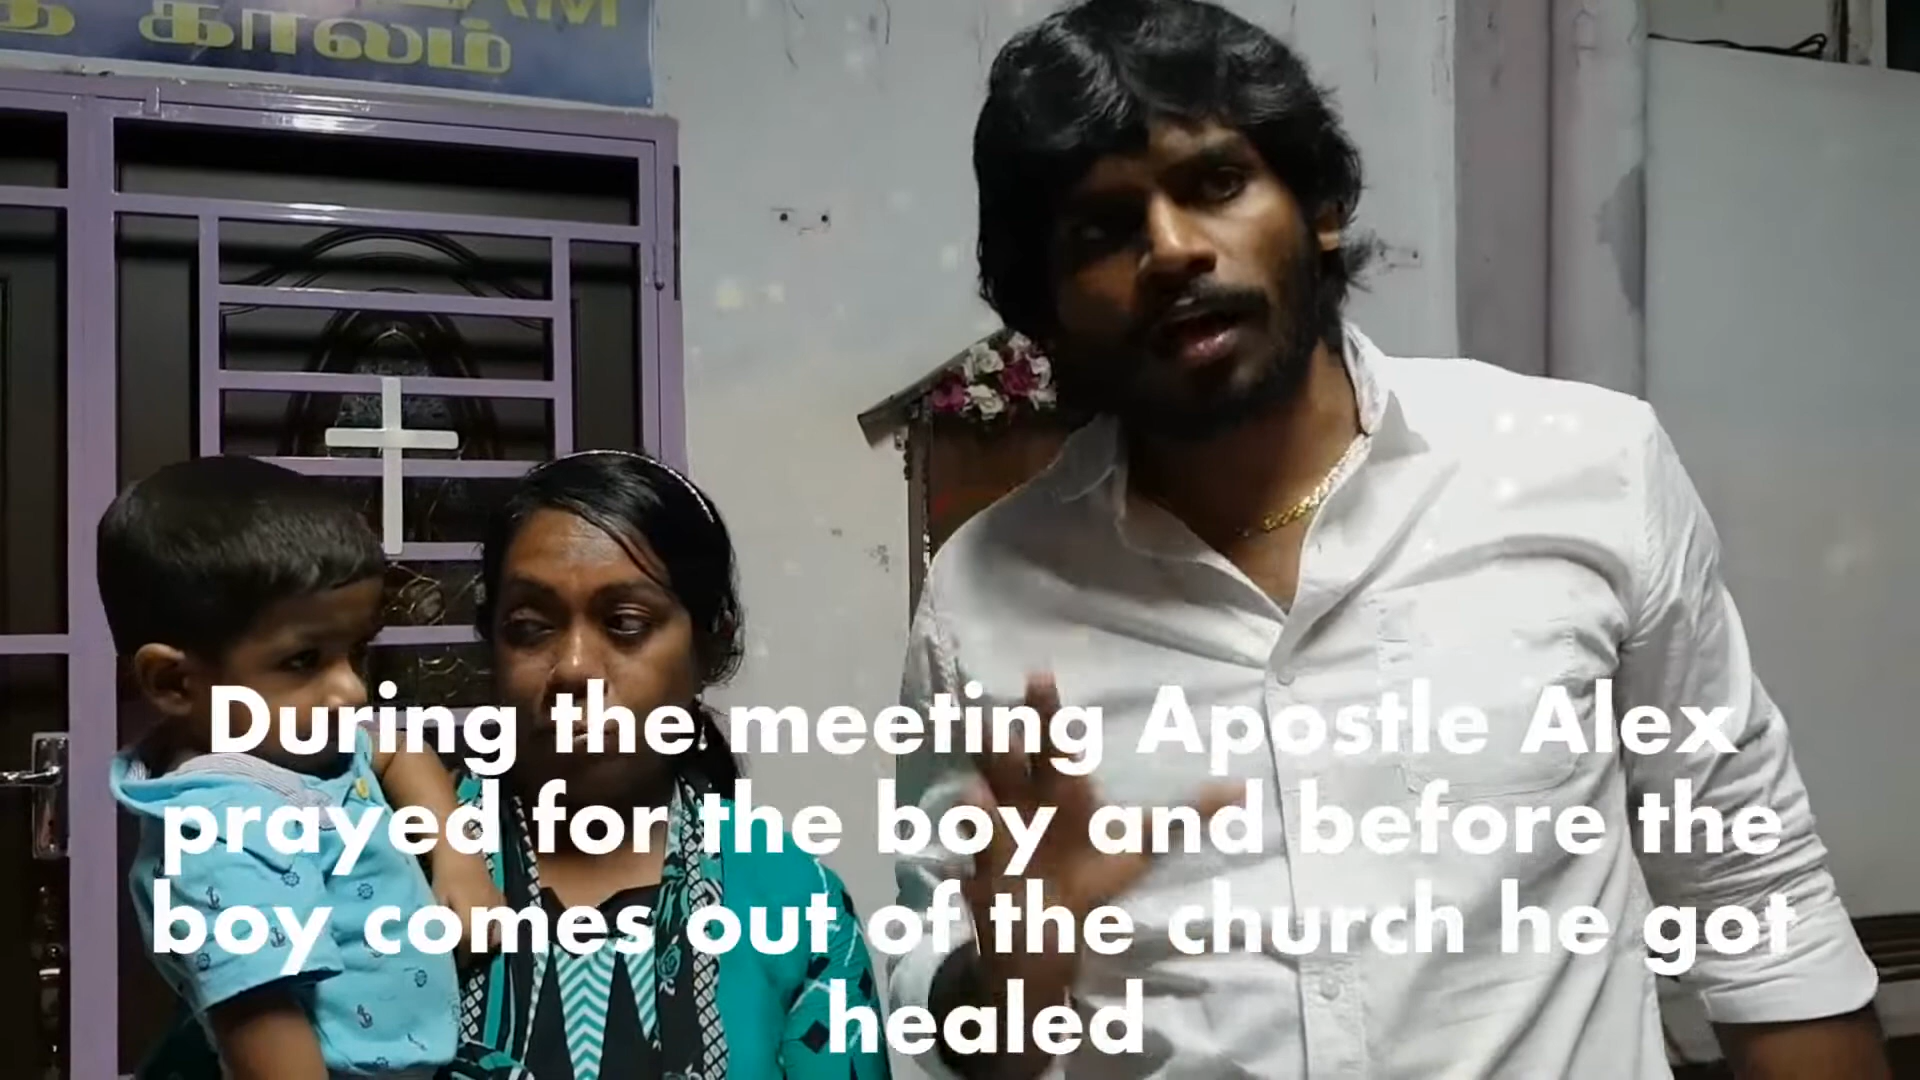 காலம்
During the meeting Apostle Alex
prayed for the boy and before the
boy comes out of the church he got
healed